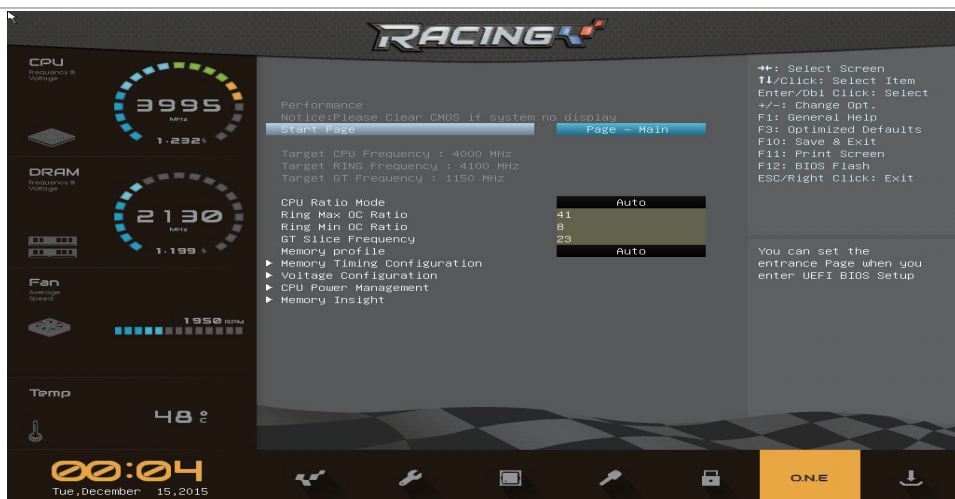 RACING
CPU
Frequency &
Voltage
3995
MHz
1.232
DRAM
Frequency &
Voltage
2130
MHz
1.199
Fan
Average
Speed
1950 RPM
Temp
48 °C
Performance
Notice:Please Clear CMOS if system no display
Start Page Page - Main
Target CPU Frequency : 4000 MHz
Target RING Frequency : 4100 MHz
Target GT Frequency : 1150 MHz
CPU Ratio Mode Auto
Ring Max OC Ratio 41
Ring Min OC Ratio 8
GT Slice Frequency 23
Memory profile Auto
Memory Timing Configuration
Voltage Configuration
CPU Power Management
Memory Insight
→←: Select Screen
↑↓/Click: Select Item
Enter/Dbl Click: Select
+/-: Change Opt.
F1: General Help
F3: Optimized Defaults
F10: Save & Exit
F11: Print Screen
F12: BIOS Flash
ESC/Right Click: Exit
You can set the
entrance Page when you
enter UEFI BIOS Setup
00:04
Tue,December 15,2015
O.N.E